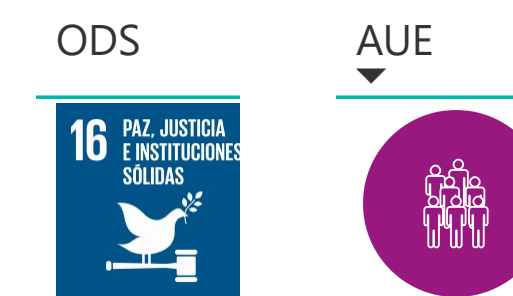 ODS
AUE
16 PAZ, JUSTICIA
E INSTITUCIONES
SÓLIDAS